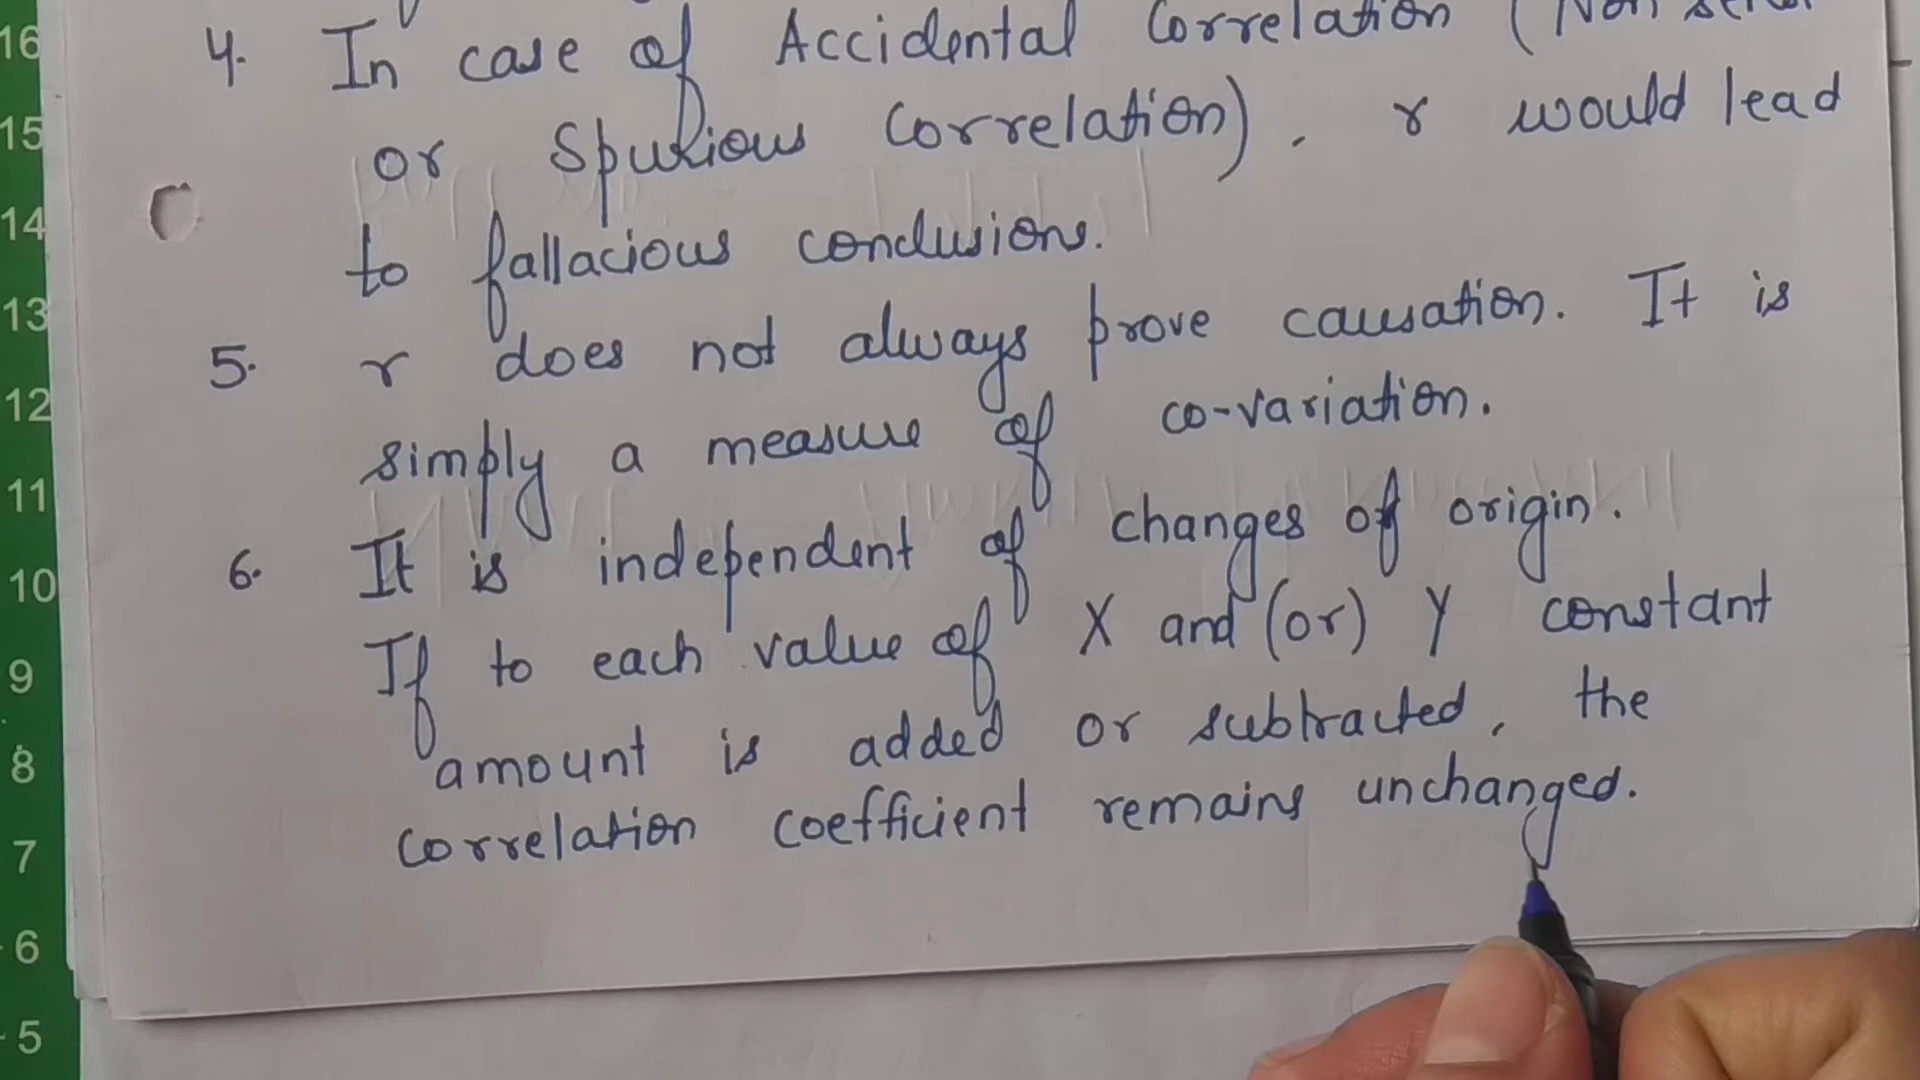 16
15
14
13
12
11
10
9
8
7
6
5
4. In case of Accidental Correlation (Non
or Spurious Correlation), r would lead
to fallacious conclusions.
5. r does not always prove causation. It is
simply a measure of co-variation.
6. It is independent of changes of origin.
If to each value of X and (or) Y constant
amount is added or subtracted, the
correlation coefficient remains unchanged.